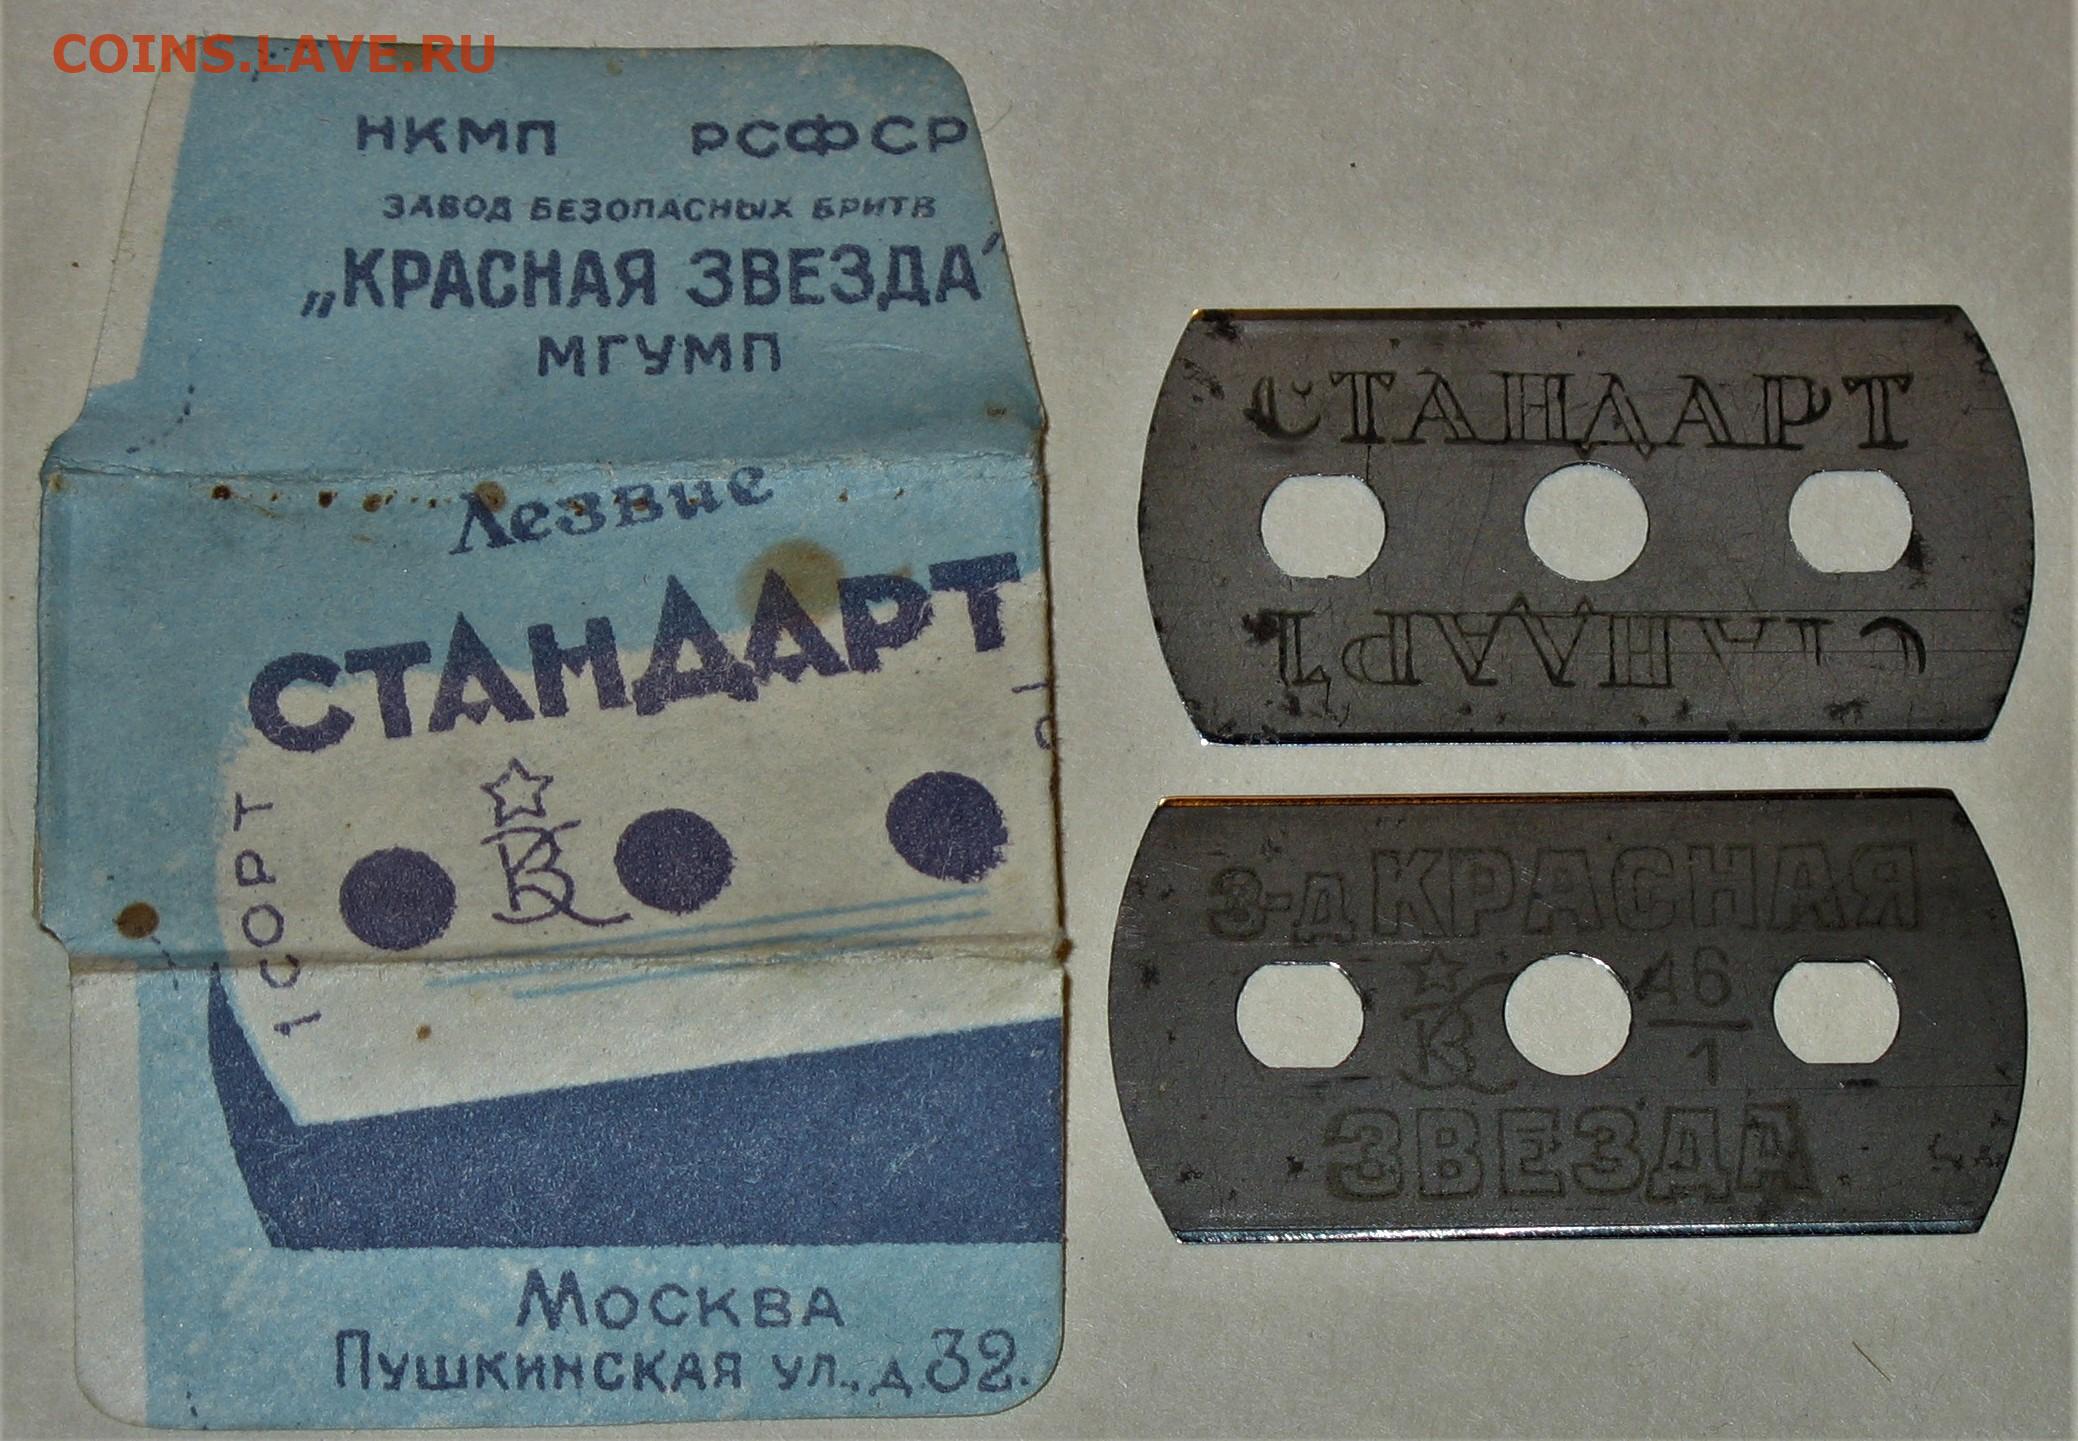 COINS.LAVE.RU
НКМП РСФСР
ЗАВОД БЕЗОПАСНЫХ БРИТВ
„КРАСНАЯ ЗВЕЗДА"
МГУМП
Лезвие
СТАНДАРТ
1 СОРТ
МОСКВА
ПУШКИНСКАЯ УЛ., Д. 32.
СТАНДАРТ
СТАНДАРТ
З-д КРАСНАЯ
46
1
ЗВЕЗДА